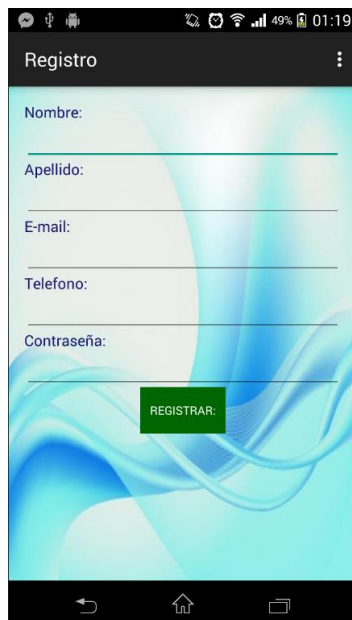 49% 01:19
Registro
Nombre:
Apellido:
E-mail:
Telefono:
Contraseña:
REGISTRAR: